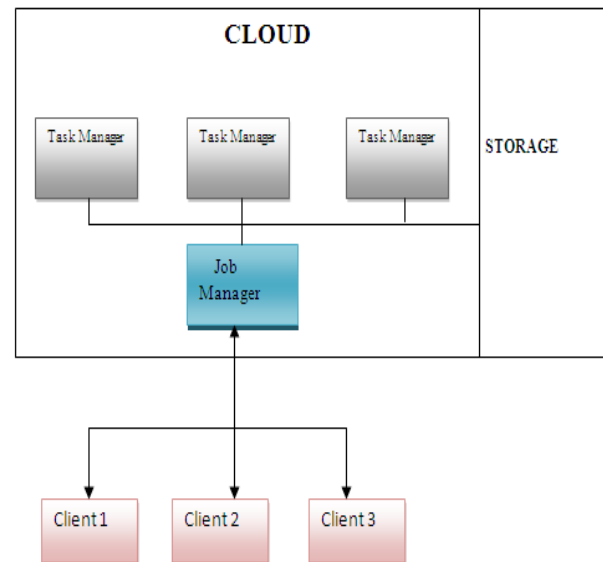 CLOUD
Task Manager
Task Manager
Task Manager
STORAGE
Job
Manager
Client 1
Client 2
Client 3